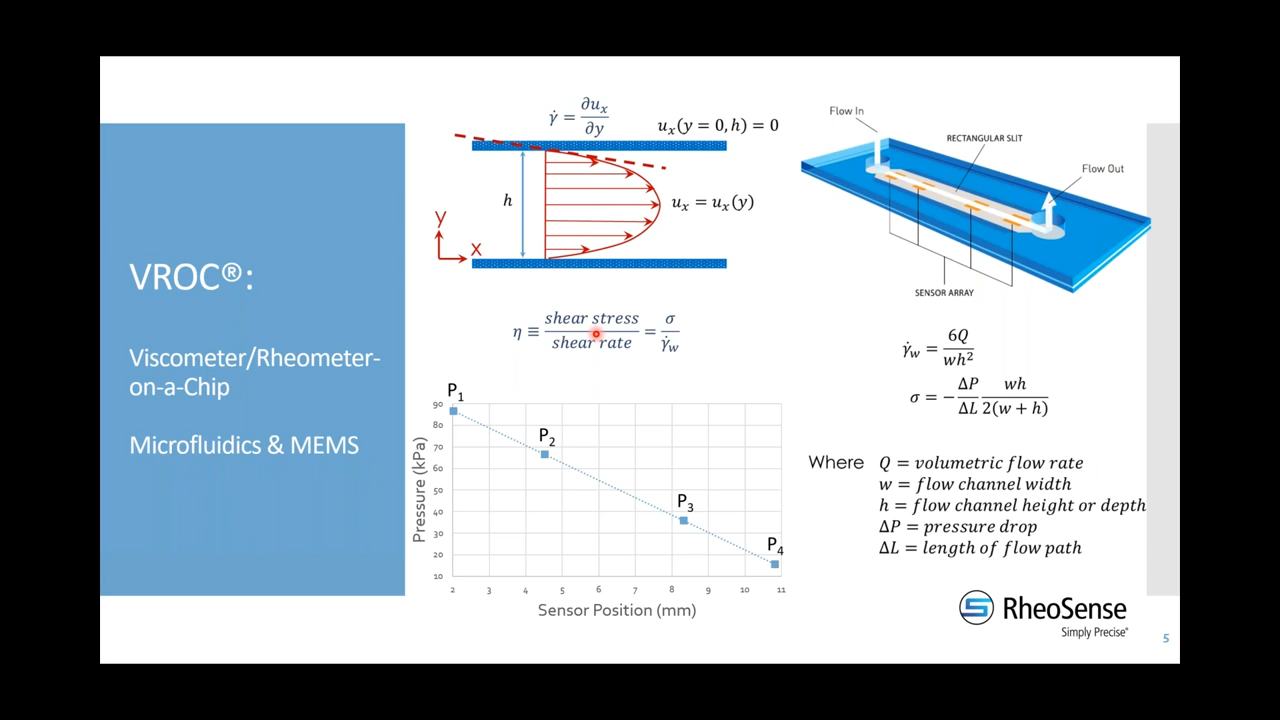 VROC®:
Viscometer/Rheometer-
on-a-Chip
Microfluidics & MEMS
γ̇ = ∂uₓ/∂y
uₓ(y = 0, h) = 0
h
uₓ = uₓ(y)
y
x
η ≡ shear stress/shear rate = σ/γ̇_w
P₁
P₂
P₃
P₄
Pressure (kPa)
90
80
70
60
50
40
30
20
10
2 3 4 5 6 7 8 9 10 11
Sensor Position (mm)
Flow In
RECTANGULAR SLIT
Flow Out
SENSOR ARRAY
γ̇_w = 6Q/wh²
σ = −ΔP/ΔL wh/2(w + h)
Where Q = volumetric flow rate
w = flow channel width
h = flow channel height or depth
ΔP = pressure drop
ΔL = length of flow path
RheoSense
Simply Precise®
5